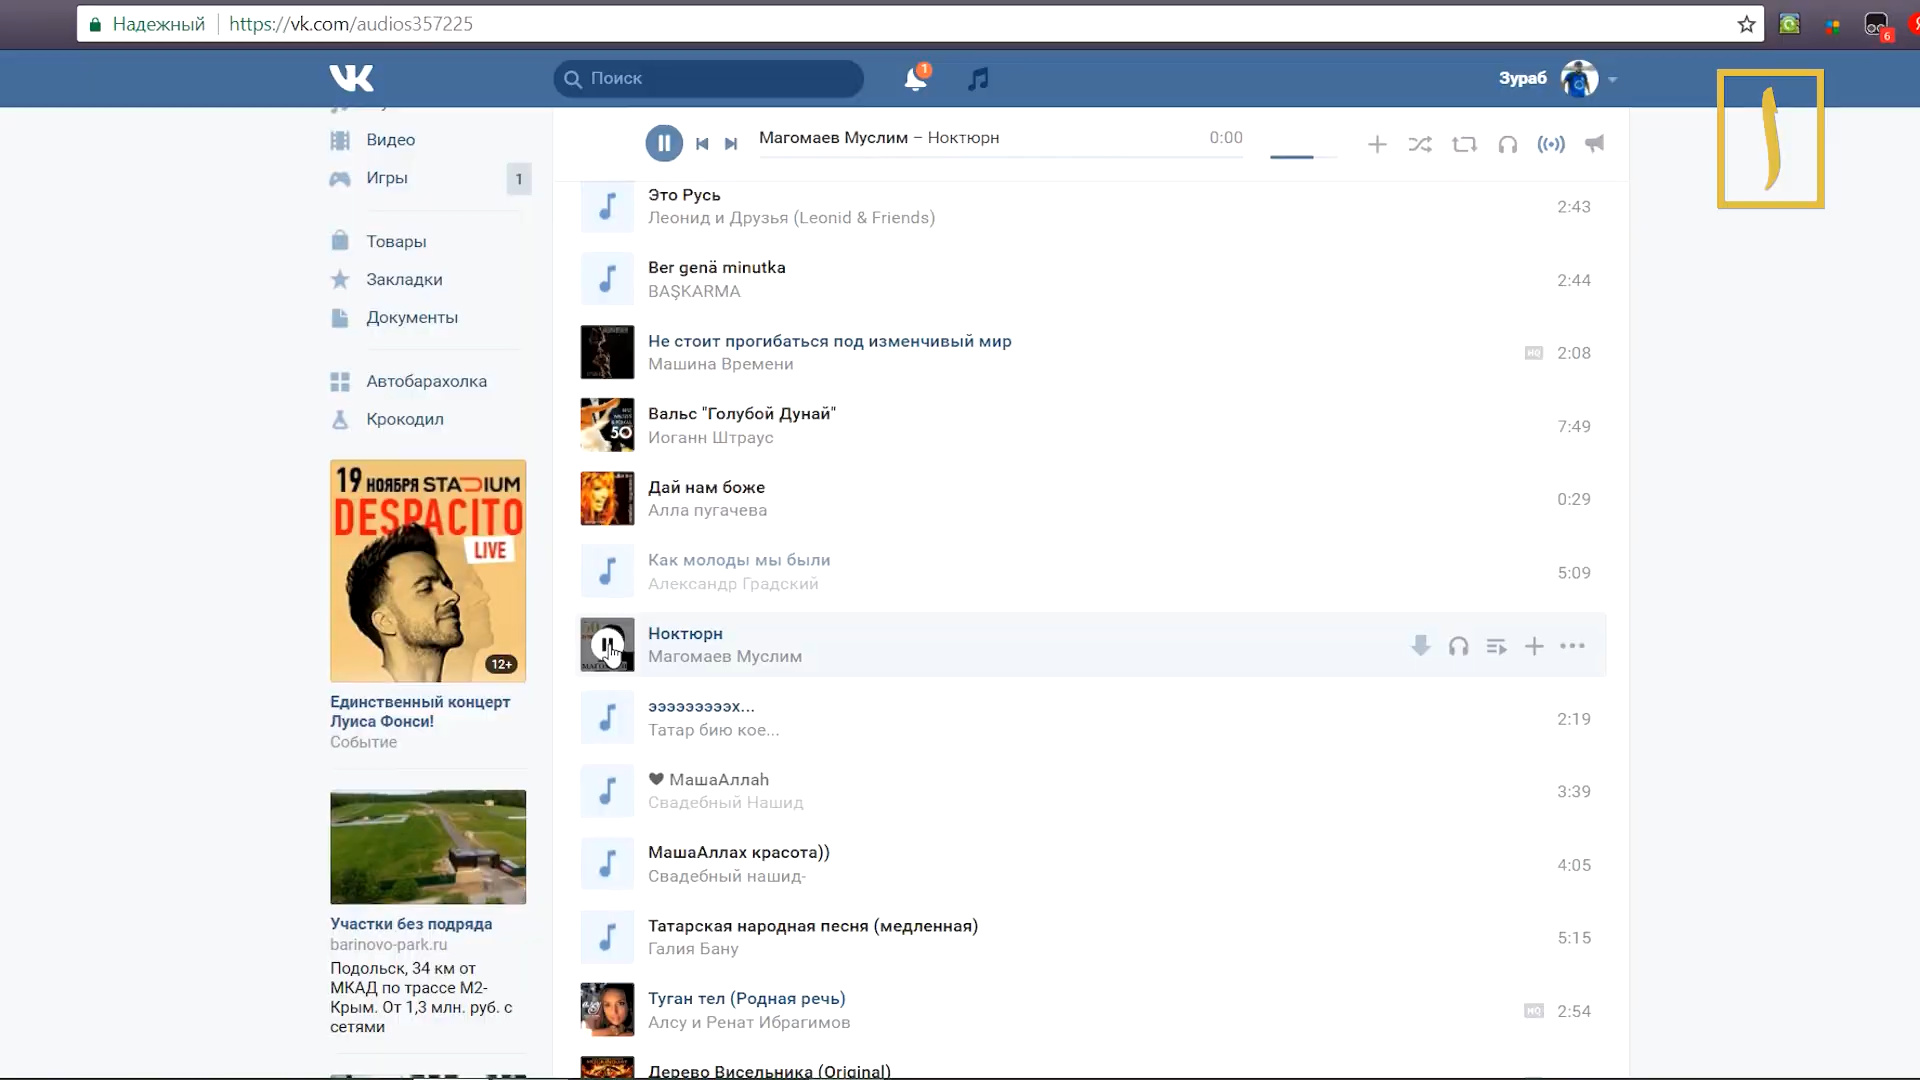 Надежный https://vk.com/audios357225
6
Поиск
1
Зураб
Видео
Игры
1
Товары
Закладки
Документы
Автобарахолка
Крокодил
19 НОЯБРЯ STADIUM
DESPACITO
LIVE
12+
Единственный концерт
Луиса Фонси!
Событие
Участки без подряда
barinovo-park.ru
Подольск, 34 км от
МКАД по трассе М2-
Крым. От 1,3 млн. руб. с
сетями
Магомаев Муслим – Ноктюрн
0:00
Это Русь
Леонид и Друзья (Leonid & Friends)
2:43
Ber genä minutka
BAŞKARMA
2:44
Не стоит прогибаться под изменчивый мир
Машина Времени
HQ 2:08
Вальс "Голубой Дунай"
Иоганн Штраус
50
7:49
Дай нам боже
Алла пугачева
0:29
Как молоды мы были
Александр Градский
5:09
Ноктюрн
Магомаев Муслим
эээээээээх...
Татар бию кое...
2:19
МашаАллаh
Свадебный Нашид
3:39
МашаАллах красота))
Свадебный нашид-
4:05
Татарская народная песня (медленная)
Галия Бану
5:15
Туган тел (Родная речь)
Алсу и Ренат Ибрагимов
HQ 2:54
Дерево Висельника (Original)